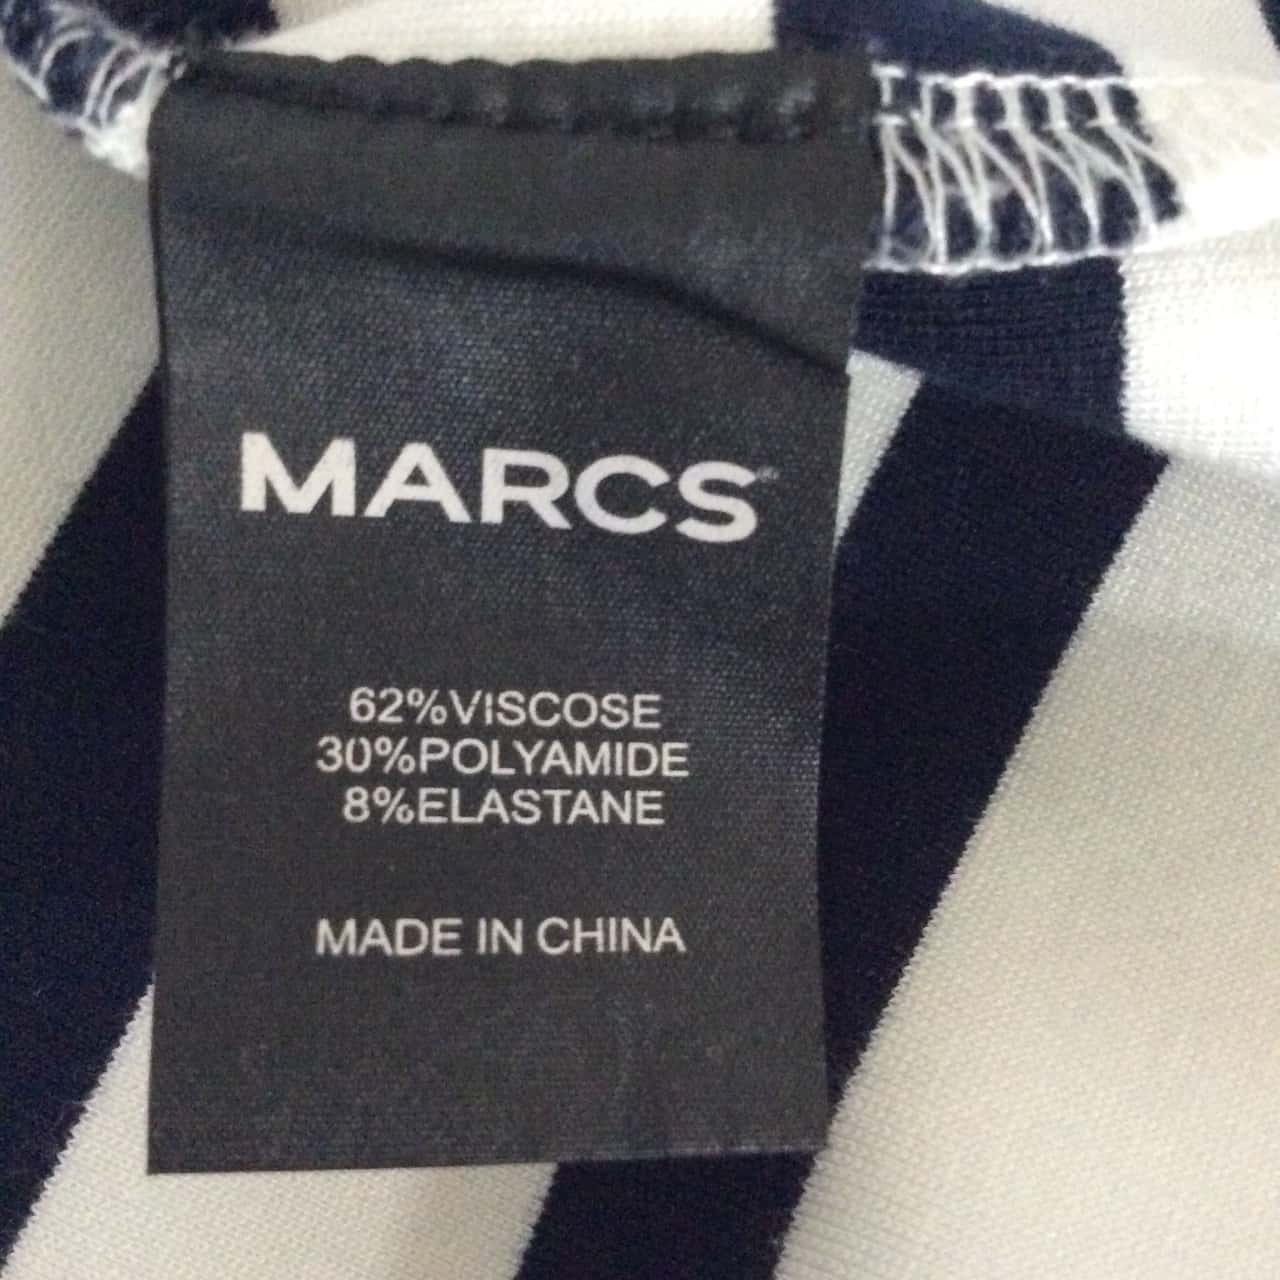 MARCS
62%VISCOSE
30%POLYAMIDE
8%ELASTANE
MADE IN CHINA